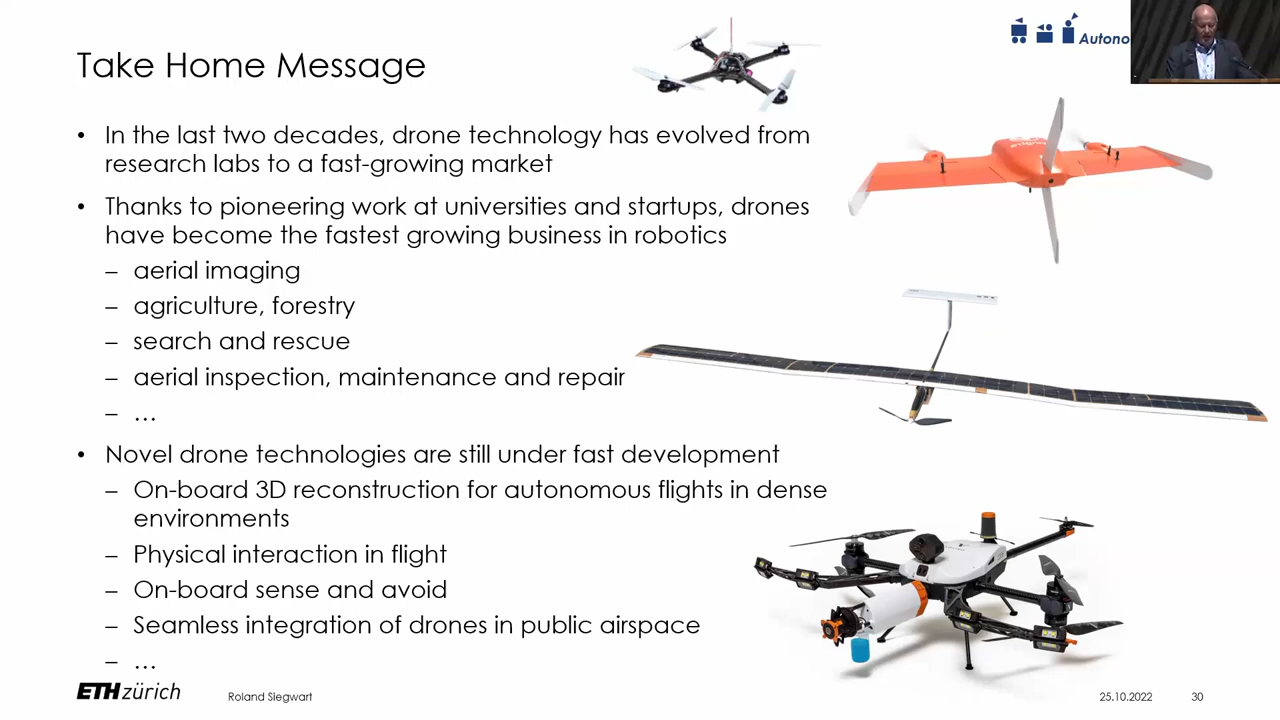 Autono
Take Home Message
• In the last two decades, drone technology has evolved from
research labs to a fast-growing market
• Thanks to pioneering work at universities and startups, drones
have become the fastest growing business in robotics
– aerial imaging
– agriculture, forestry
– search and rescue
– aerial inspection, maintenance and repair
– ...
• Novel drone technologies are still under fast development
– On-board 3D reconstruction for autonomous flights in dense
environments
– Physical interaction in flight
– On-board sense and avoid
– Seamless integration of drones in public airspace
– ...
ETH zürich
Roland Siegwart
25.10.2022
30